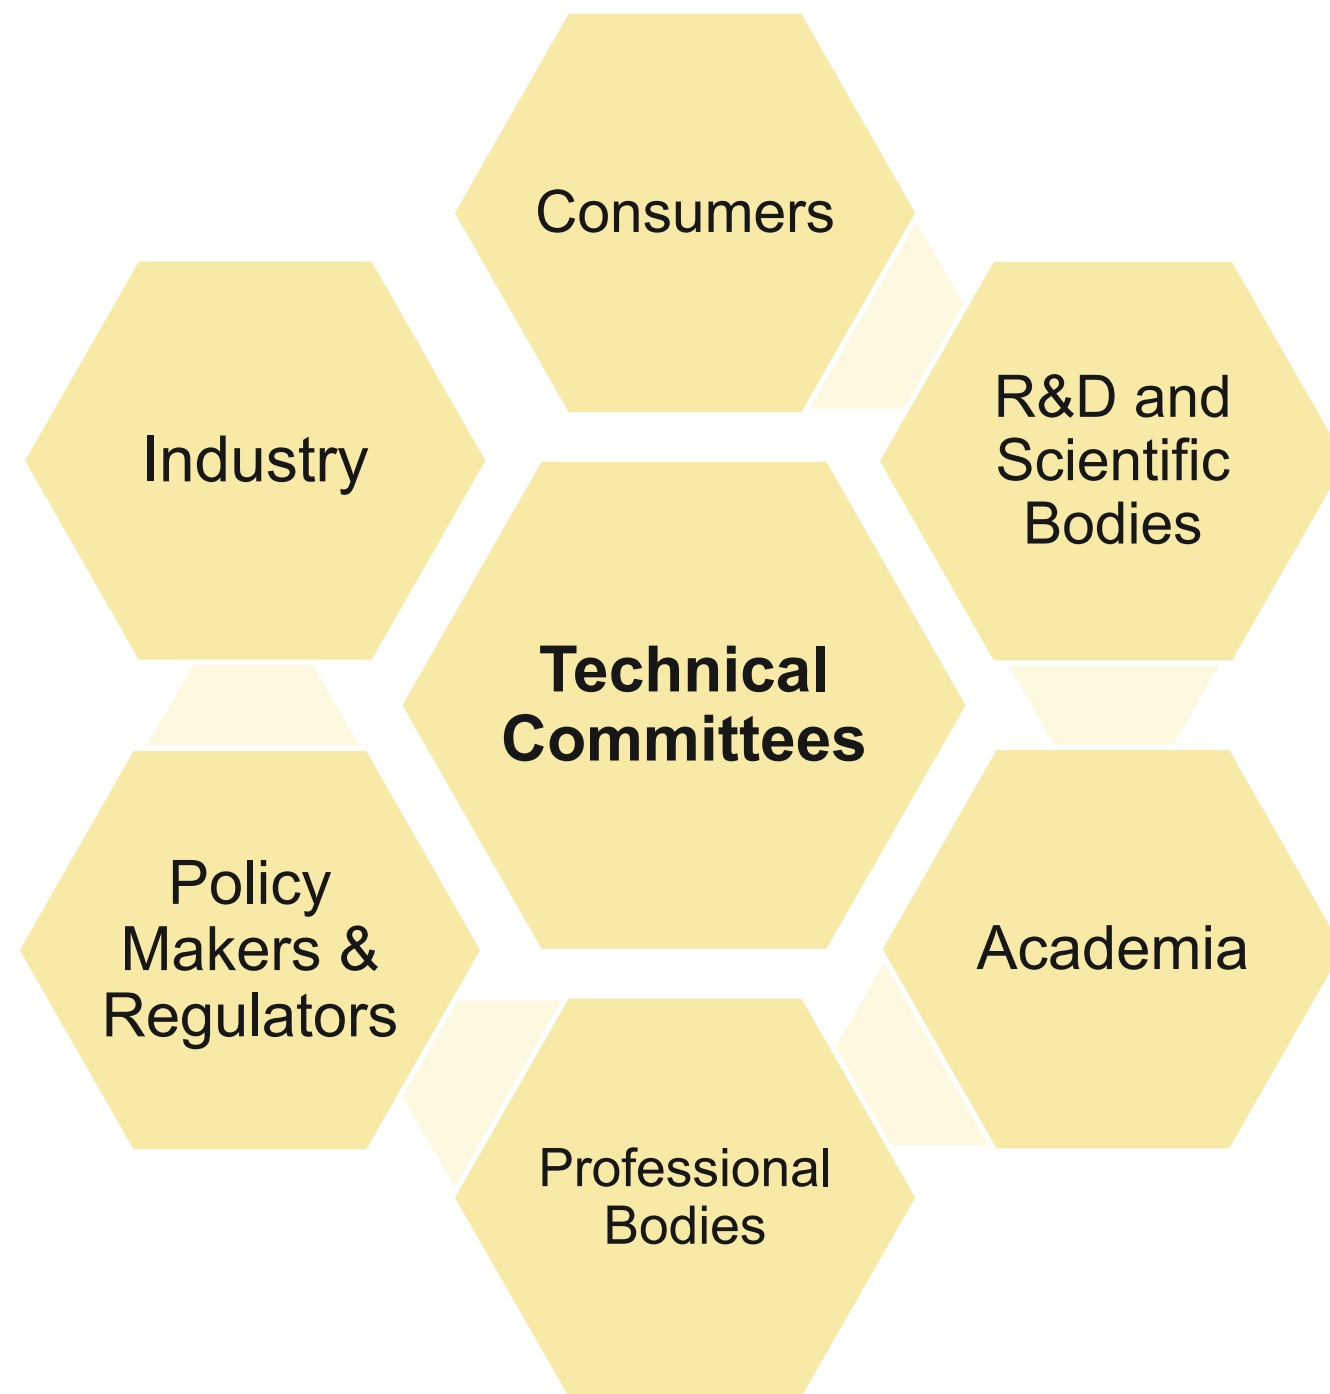 Consumers
Industry
R&D and
Scientific
Bodies
Technical
Committees
Policy
Makers &
Regulators
Academia
Professional
Bodies